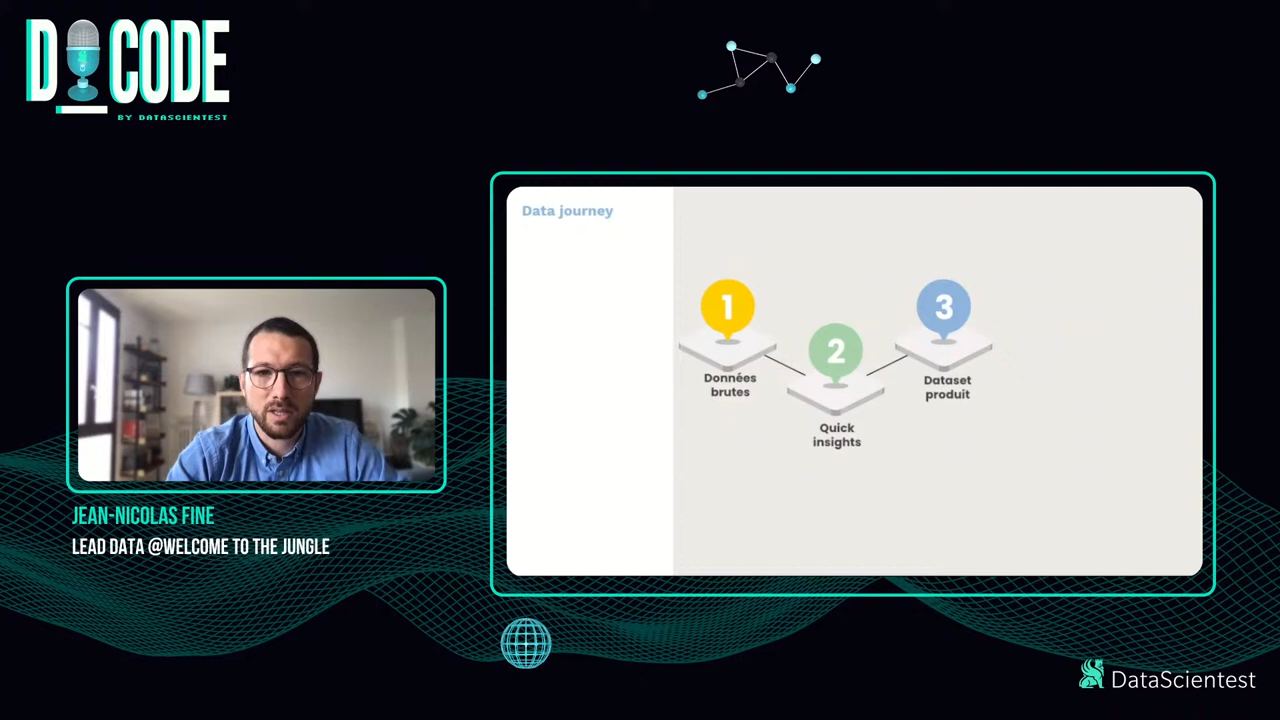 D_CODE
BY DATASCIENTEST
Data journey
1
2
3
Données
brutes
Quick
insights
Dataset
produit
JEAN-NICOLAS FINE
LEAD DATA @WELCOME TO THE JUNGLE
DataScientest